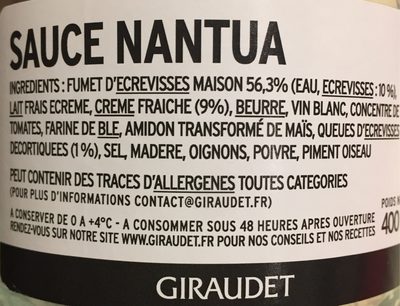 SAUCE NANTUA
INGREDIENTS : FUMET D'ECREVISSES MAISON 56,3% (EAU, ECREVISSES : 10%),
LAIT FRAIS ECREME, CREME FRAICHE (9%), BEURRE, VIN BLANC, CONCENTRE DE
TOMATES, FARINE DE BLE, AMIDON TRANSFORMÉ DE MAÏS, QUEUES D'ECREVISSES
DECORTIQUEES (1%), SEL, MADERE, OIGNONS, POIVRE, PIMENT OISEAU
PEUT CONTENIR DES TRACES D'ALLERGENES TOUTES CATEGORIES
(POUR PLUS D'INFORMATIONS CONTACT@GIRAUDET.FR)
POIDS N
A CONSERVER DE 0 A +4°C - A CONSOMMER SOUS 48 HEURES APRES OUVERTURE
400
RENDEZ-VOUS SUR NOTRE SITE WWW.GIRAUDET.FR POUR NOS CONSEILS ET NOS RECETTES
GIRAUDET